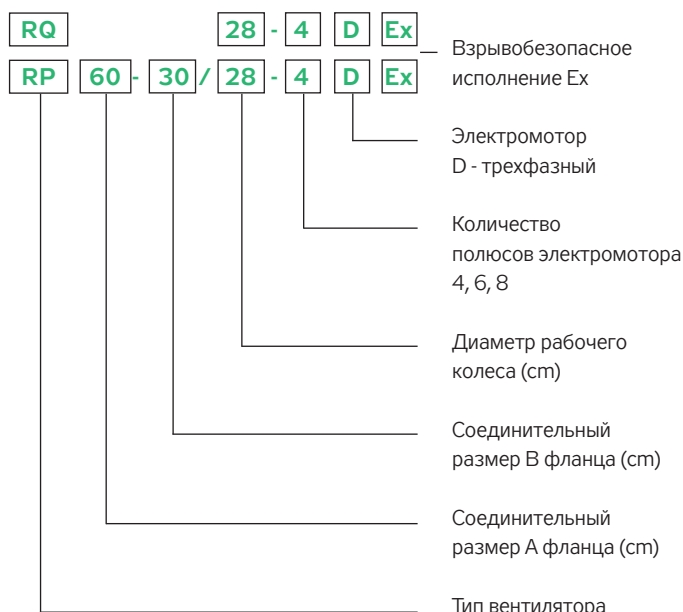 RQ 28 - 4 D Ex
RP 60 - 30 / 28 - 4 D Ex
Взрывобезопасное
исполнение Ex
Электромотор
D - трехфазный
Количество
полюсов электромотора
4, 6, 8
Диаметр рабочего
колеса (cm)
Соединительный
размер B фланца (cm)
Соединительный
размер A фланца (cm)
Тип вентилятора